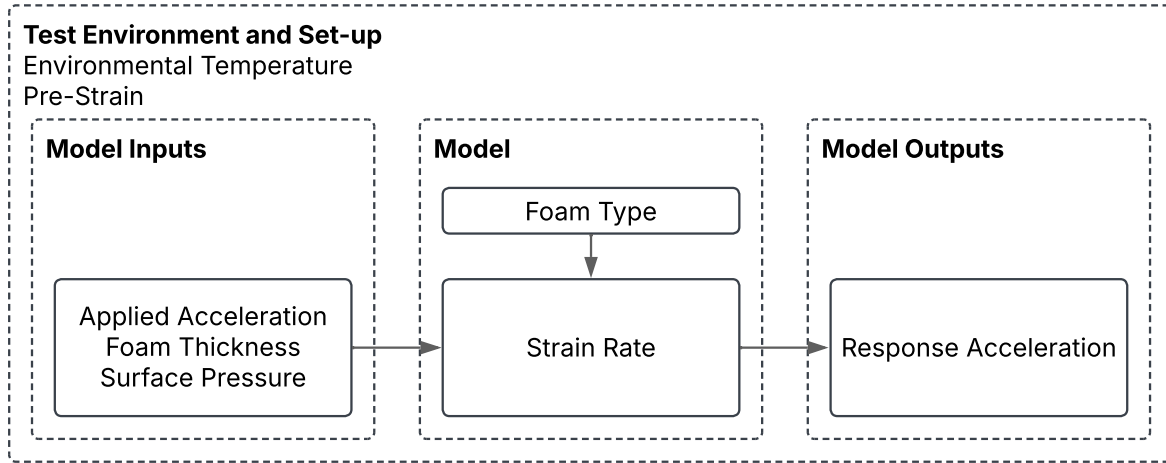 Test Environment and Set-up
Environmental Temperature
Pre-Strain
Model Inputs
Applied Acceleration
Foam Thickness
Surface Pressure
Model
Foam Type
Strain Rate
Model Outputs
Response Acceleration